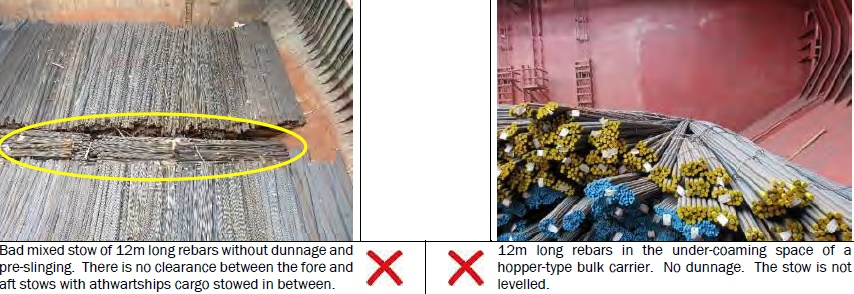 Bad mixed stow of 12m long rebars without dunnage and
pre-slinging. There is no clearance between the fore and
aft stows with athwartships cargo stowed in between.
12m long rebars in the under-coaming space of a
hopper-type bulk carrier. No dunnage. The stow is not
levelled.